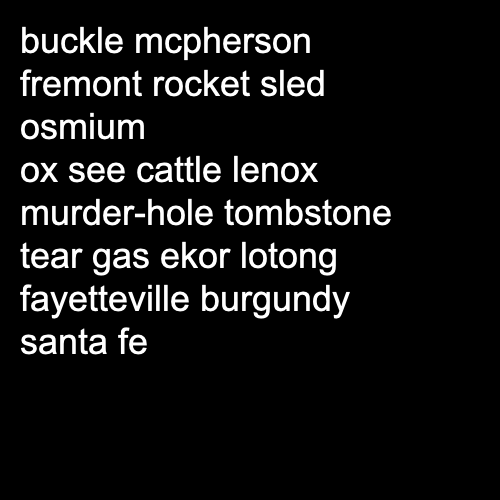 buckle mcpherson
fremont rocket sled
osmium
ox see cattle lenox
murder-hole tombstone
tear gas ekor lotong
fayetteville burgundy
santa fe